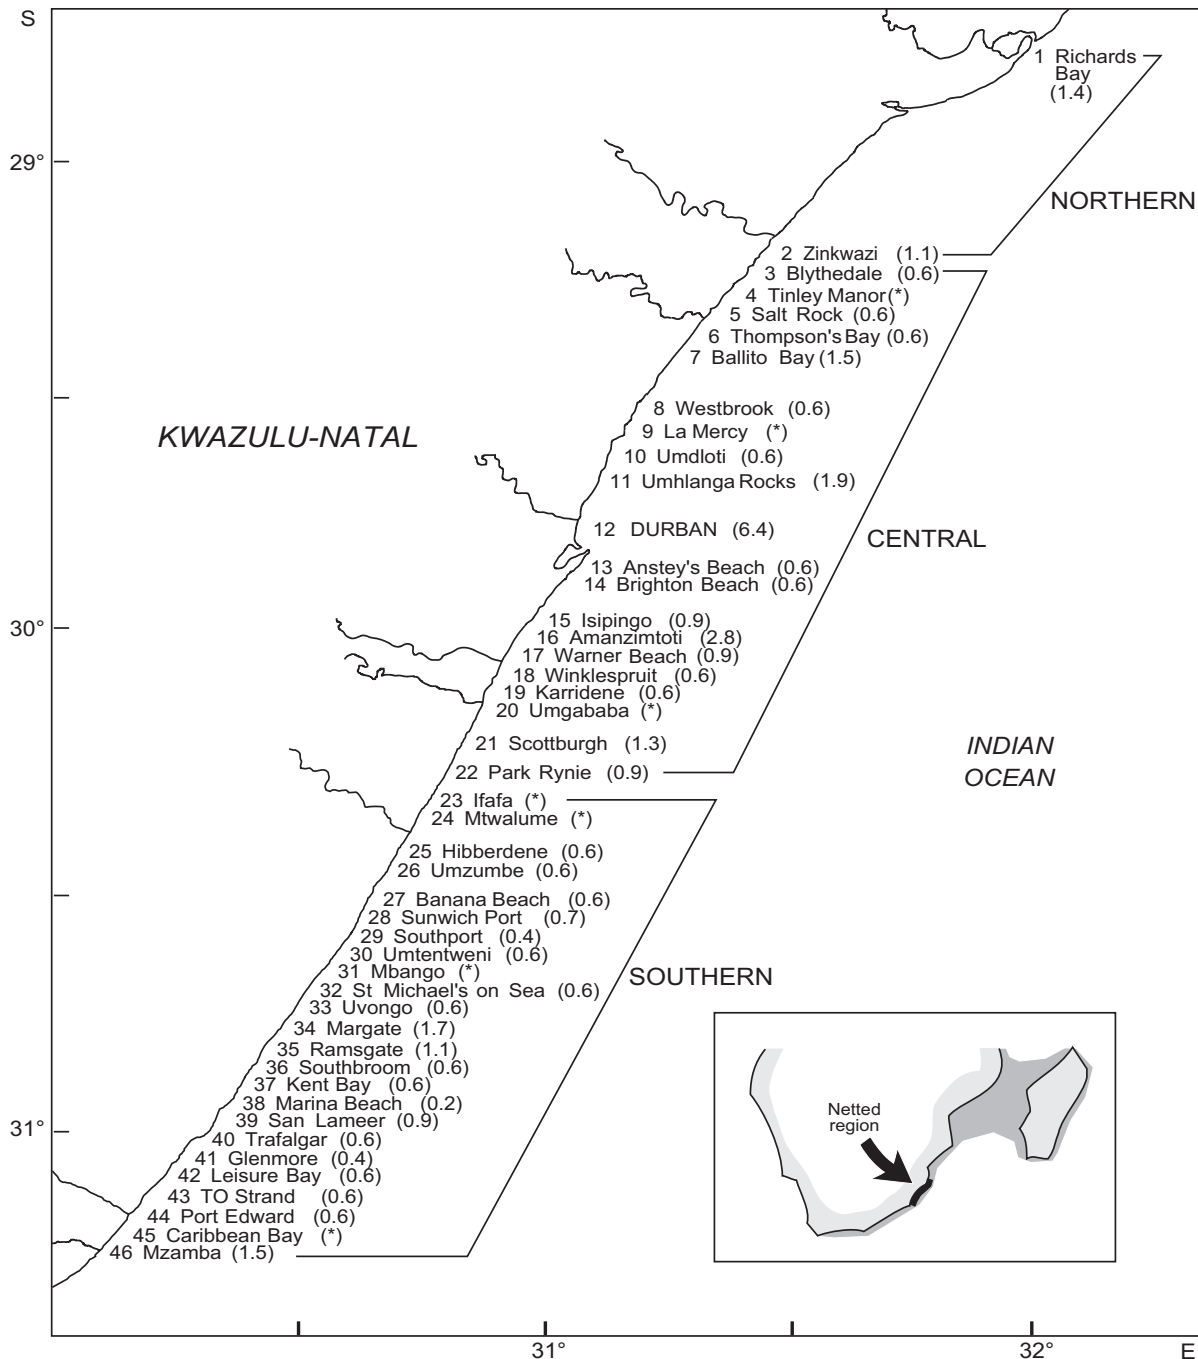 S
1 Richards
Bay
(1.4)
29°
NORTHERN
2 Zinkwazi (1.1)
3 Blythedale (0.6)
4 Tinley Manor(*)
5 Salt Rock (0.6)
6 Thompson's Bay (0.6)
7 Ballito Bay (1.5)
8 Westbrook (0.6)
KWAZULU-NATAL
9 La Mercy (*)
10 Umdloti (0.6)
11 Umhlanga Rocks (1.9)
12 DURBAN (6.4)
CENTRAL
13 Anstey's Beach (0.6)
14 Brighton Beach (0.6)
15 Isipingo (0.9)
30°
16 Amanzimtoti (2.8)
17 Warner Beach (0.9)
18 Winklespruit (0.6)
19 Karridene (0.6)
20 Umgababa (*)
21 Scottburgh (1.3)
INDIAN
OCEAN
22 Park Rynie (0.9)
23 Ifafa (*)
24 Mtwalume (*)
25 Hibberdene (0.6)
26 Umzumbe (0.6)
27 Banana Beach (0.6)
28 Sunwich Port (0.7)
29 Southport (0.4)
30 Umtentweni (0.6)
31 Mbango (*)
SOUTHERN
32 St Michael's on Sea (0.6)
33 Uvongo (0.6)
34 Margate (1.7)
35 Ramsgate (1.1)
36 Southbroom (0.6)
37 Kent Bay (0.6)
38 Marina Beach (0.2)
39 San Lameer (0.9)
31°
40 Trafalgar (0.6)
41 Glenmore (0.4)
42 Leisure Bay (0.6)
43 TO Strand (0.6)
44 Port Edward (0.6)
45 Caribbean Bay (*)
46 Mzamba (1.5)
Netted
region
31°
32°
E